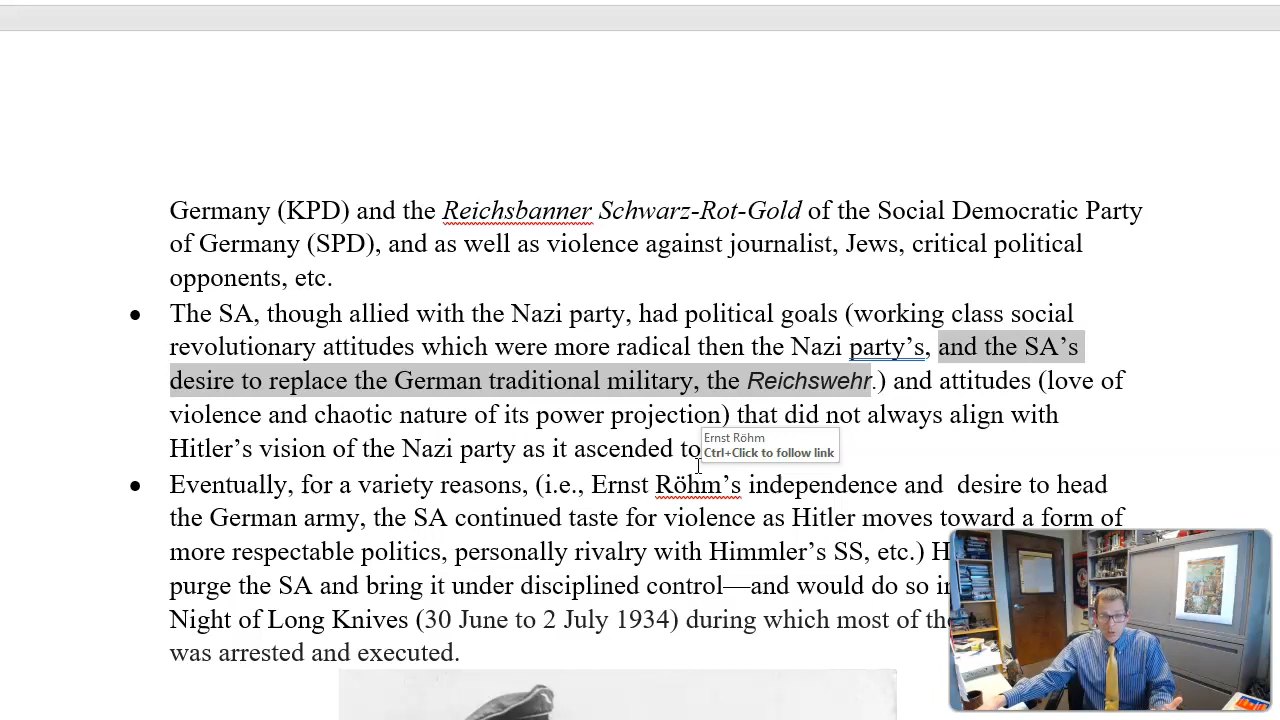 Germany (KPD) and the Reichsbanner Schwarz-Rot-Gold of the Social Democratic Party
of Germany (SPD), and as well as violence against journalist, Jews, critical political
opponents, etc.
• The SA, though allied with the Nazi party, had political goals (working class social
revolutionary attitudes which were more radical then the Nazi party’s, and the SA’s
desire to replace the German traditional military, the Reichswehr.) and attitudes (love of
violence and chaotic nature of its power projection) that did not always align with
Hitler’s vision of the Nazi party as it ascended to
Ernst Röhm
Ctrl+Click to follow link
• Eventually, for a variety reasons, (i.e., Ernst Röhm’s independence and desire to head
the German army, the SA continued taste for violence as Hitler moves toward a form of
more respectable politics, personally rivalry with Himmler’s SS, etc.)
purge the SA and bring it under disciplined control—and would do so
Night of Long Knives (30 June to 2 July 1934) during which most of
was arrested and executed.